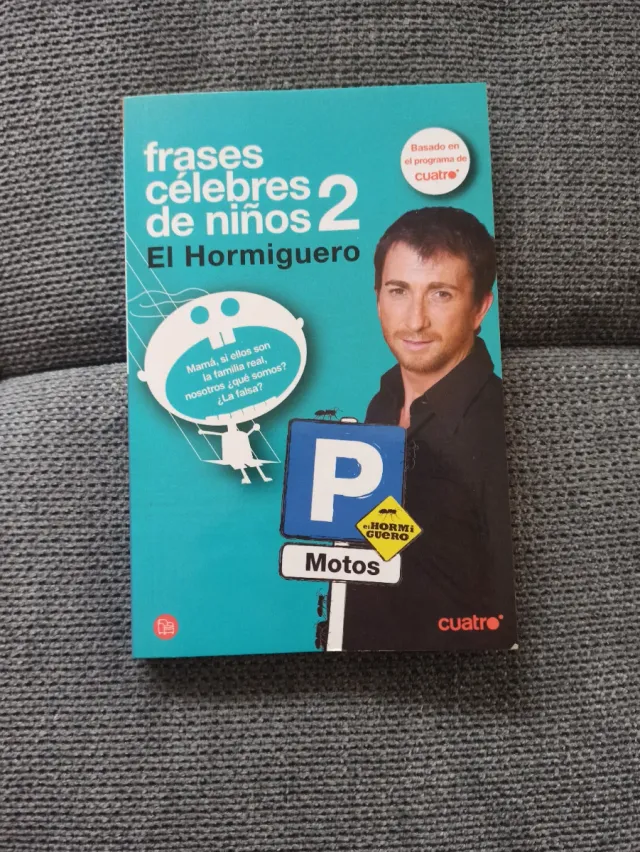 frases
célebres
de niños 2
El Hormiguero
Basado en
el programa de
cuatro
Mamá, si ellos son
la familia real,
nosotros ¿qué somos?
¿La falsa?
P
el HORMi
GUERO
Motos
cuatro